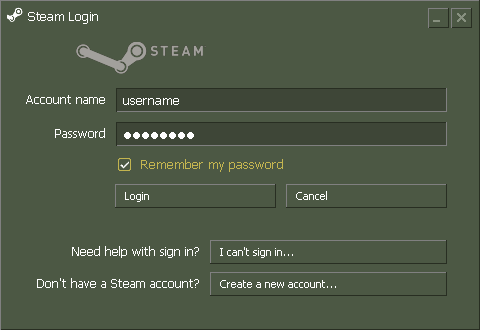 Steam Login
STEAM
Account name username
Password ●●●●●●●●
Remember my password
Login Cancel
Need help with sign in? I can't sign in...
Don't have a Steam account? Create a new account...